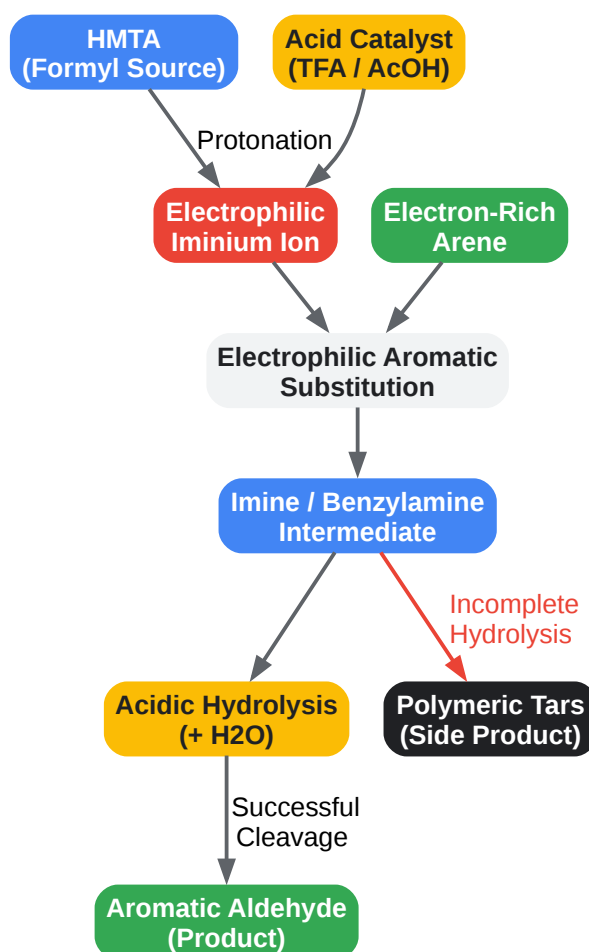 HMTA
(Formyl Source)
Acid Catalyst
(TFA / AcOH)
Protonation
Electrophilic
Iminium Ion
Electron-Rich
Arene
Electrophilic Aromatic
Substitution
Imine / Benzylamine
Intermediate
Incomplete
Hydrolysis
Acidic Hydrolysis
(+ H2O)
Polymeric Tars
(Side Product)
Successful
Cleavage
Aromatic Aldehyde
(Product)